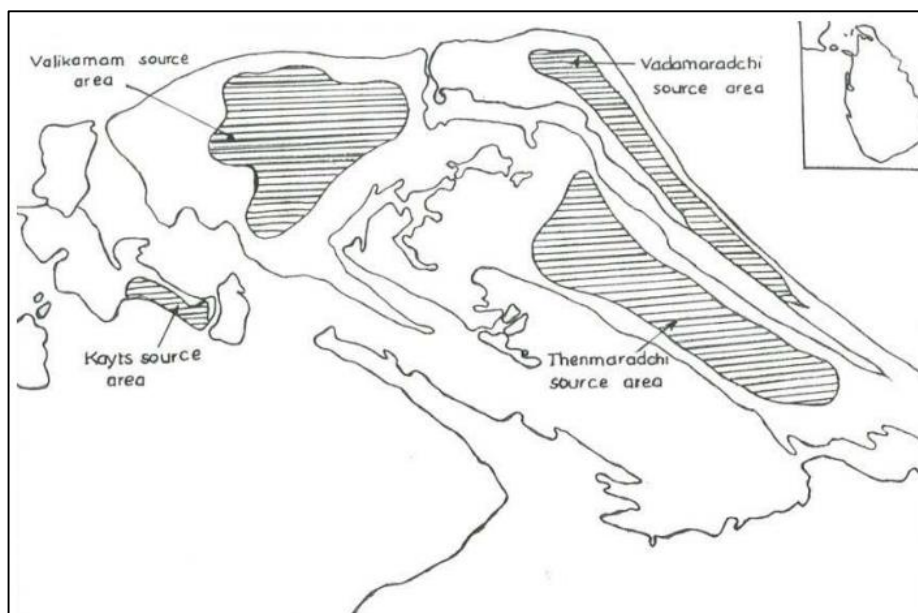 Valikamam source
area
Vadamaradchi
source area
Kayts source
area
Thenmaradchi
source area